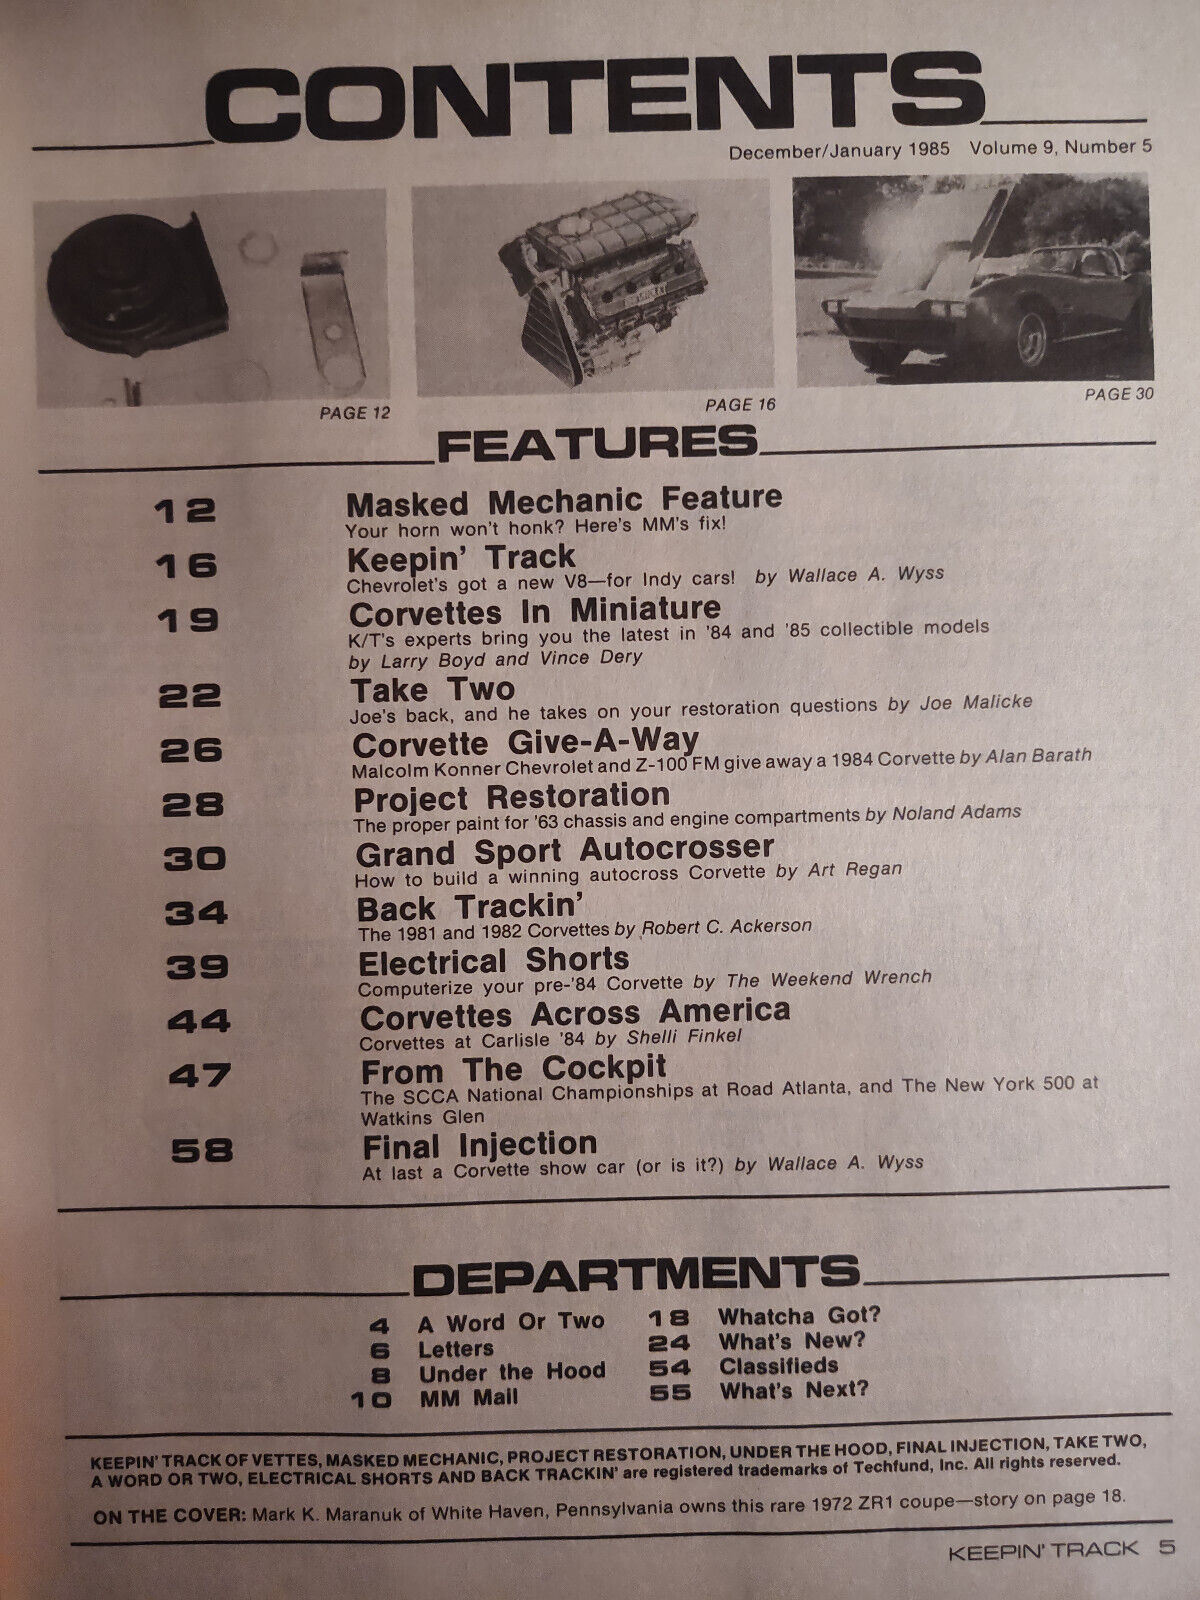 CONTENTS
December/January 1985 Volume 9, Number 5
PAGE 12
PAGE 16
PAGE 30
FEATURES
12 Masked Mechanic Feature
Your horn won't honk? Here's MM's fix!
16 Keepin' Track
Chevrolet's got a new V8—for Indy cars! by Wallace A. Wyss
19 Corvettes In Miniature
K/T's experts bring you the latest in '84 and '85 collectible models
by Larry Boyd and Vince Dery
22 Take Two
Joe's back, and he takes on your restoration questions by Joe Malicke
26 Corvette Give-A-Way
Malcolm Konner Chevrolet and Z-100 FM give away a 1984 Corvette by Alan Barath
28 Project Restoration
The proper paint for '63 chassis and engine compartments by Noland Adams
30 Grand Sport Autocrosser
How to build a winning autocross Corvette by Art Regan
34 Back Trackin'
The 1981 and 1982 Corvettes by Robert C. Ackerson
39 Electrical Shorts
Computerize your pre-'84 Corvette by The Weekend Wrench
44 Corvettes Across America
Corvettes at Carlisle '84 by Shelli Finkel
47 From The Cockpit
The SCCA National Championships at Road Atlanta, and The New York 500 at
Watkins Glen
58 Final Injection
At last a Corvette show car (or is it?) by Wallace A. Wyss
DEPARTMENTS
4 A Word Or Two
6 Letters
8 Under the Hood
10 MM Mail
18 Whatcha Got?
24 What's New?
54 Classifieds
55 What's Next?
KEEPIN' TRACK OF VETTES, MASKED MECHANIC, PROJECT RESTORATION, UNDER THE HOOD, FINAL INJECTION, TAKE TWO,
A WORD OR TWO, ELECTRICAL SHORTS AND BACK TRACKIN' are registered trademarks of Techfund, Inc. All rights reserved.
ON THE COVER: Mark K. Maranuk of White Haven, Pennsylvania owns this rare 1972 ZR1 coupe—story on page 18.
KEEPIN' TRACK 5